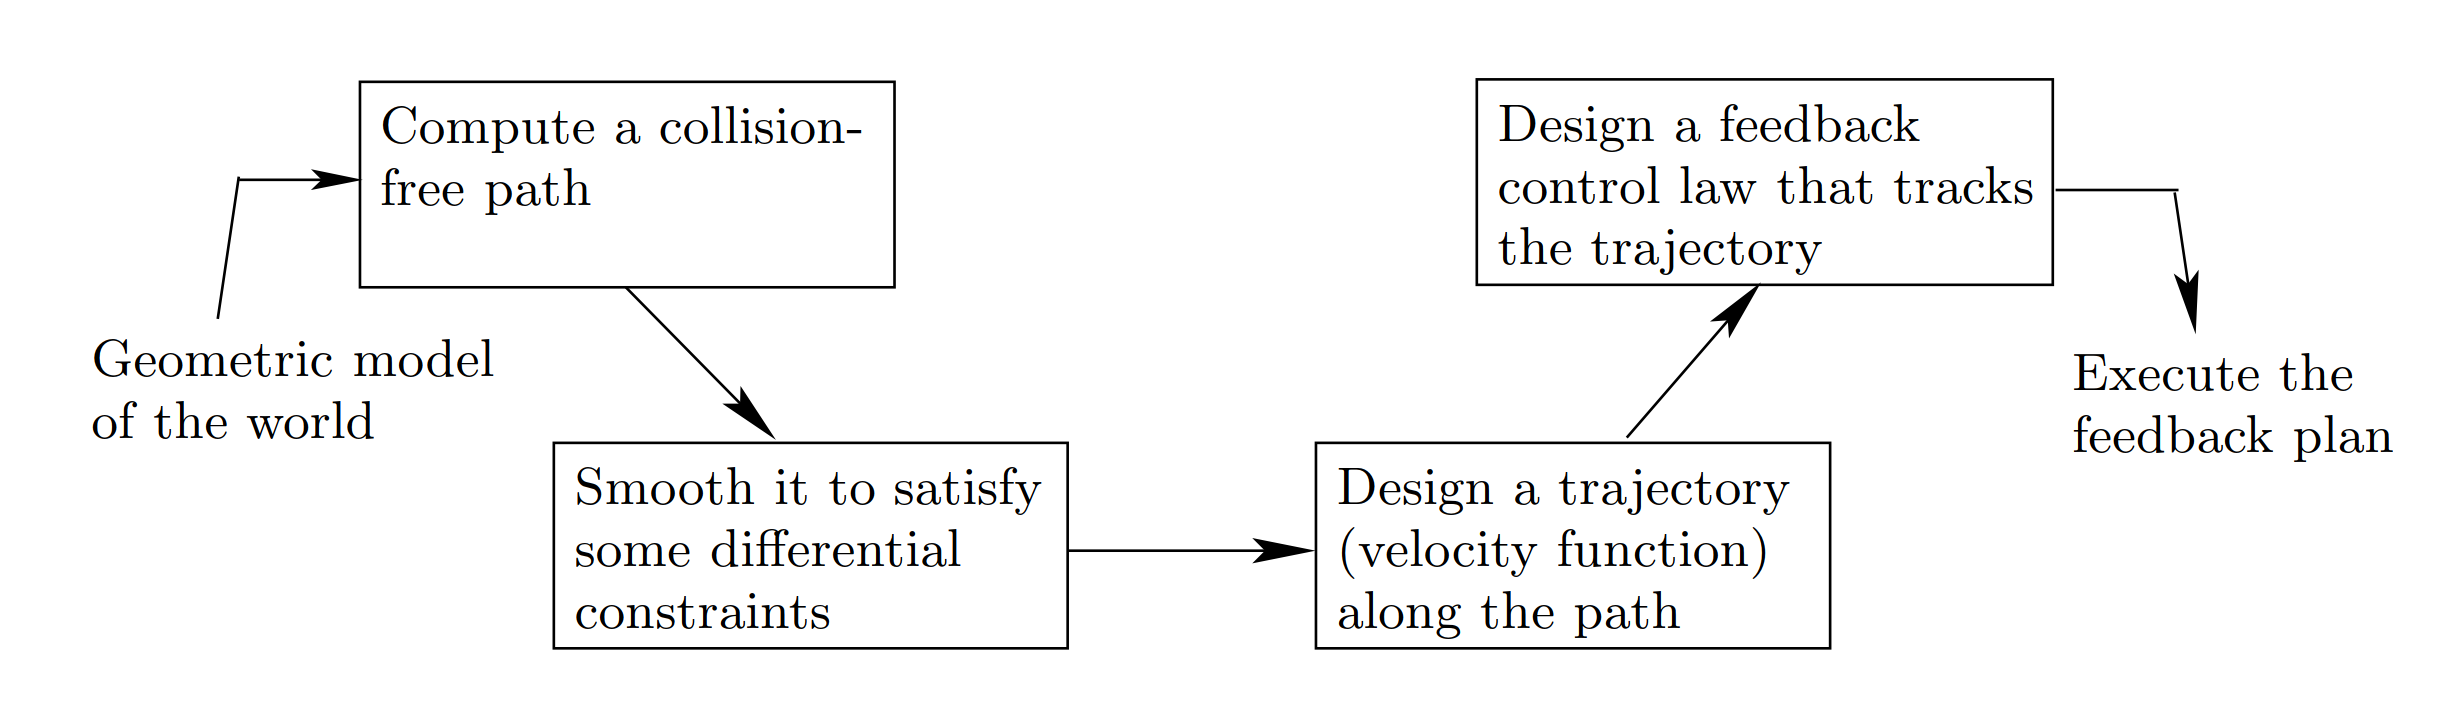 Compute a collision-
free path
Geometric model
of the world
Smooth it to satisfy
some differential
constraints
Design a trajectory
(velocity function)
along the path
Design a feedback
control law that tracks
the trajectory
Execute the
feedback plan